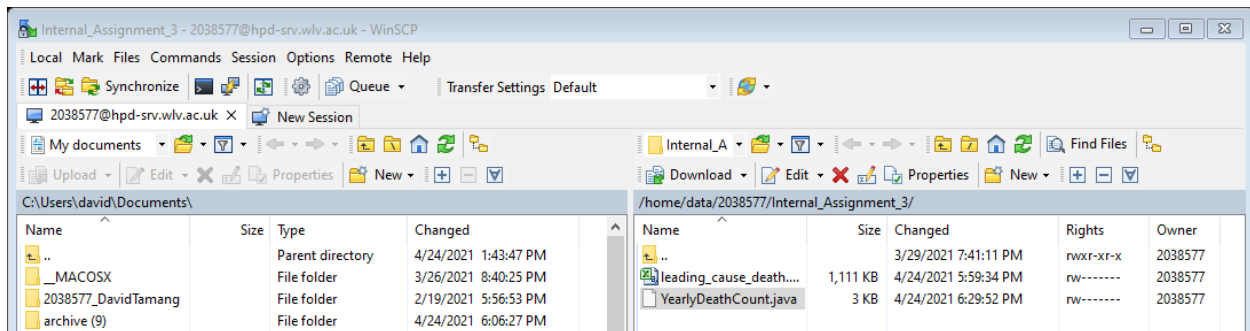 Internal_Assignment_3 - 2038577@hpd-srv.wlv.ac.uk - WinSCP
Local Mark Files Commands Session Options Remote Help
Synchronize Queue Transfer Settings Default
2038577@hpd-srv.wlv.ac.uk X New Session
My documents Internal_A Find Files
Upload Edit Properties New Download Edit Properties New
C:\Users\david\Documents\ /home/data/2038577/Internal_Assignment_3/
Name Size Type Changed Name Size Changed Rights Owner
.. Parent directory 4/24/2021 1:43:47 PM .. 3/29/2021 7:41:11 PM rwxr-xr-x 2038577
__MACOSX File folder 3/26/2021 8:40:25 PM leading_cause_death.... 1,111 KB 4/24/2021 5:59:34 PM rw------- 2038577
2038577_DavidTamang File folder 2/19/2021 5:56:53 PM YearlyDeathCount.java 3 KB 4/24/2021 6:29:52 PM rw------- 2038577
archive (9) File folder 4/24/2021 6:06:27 PM